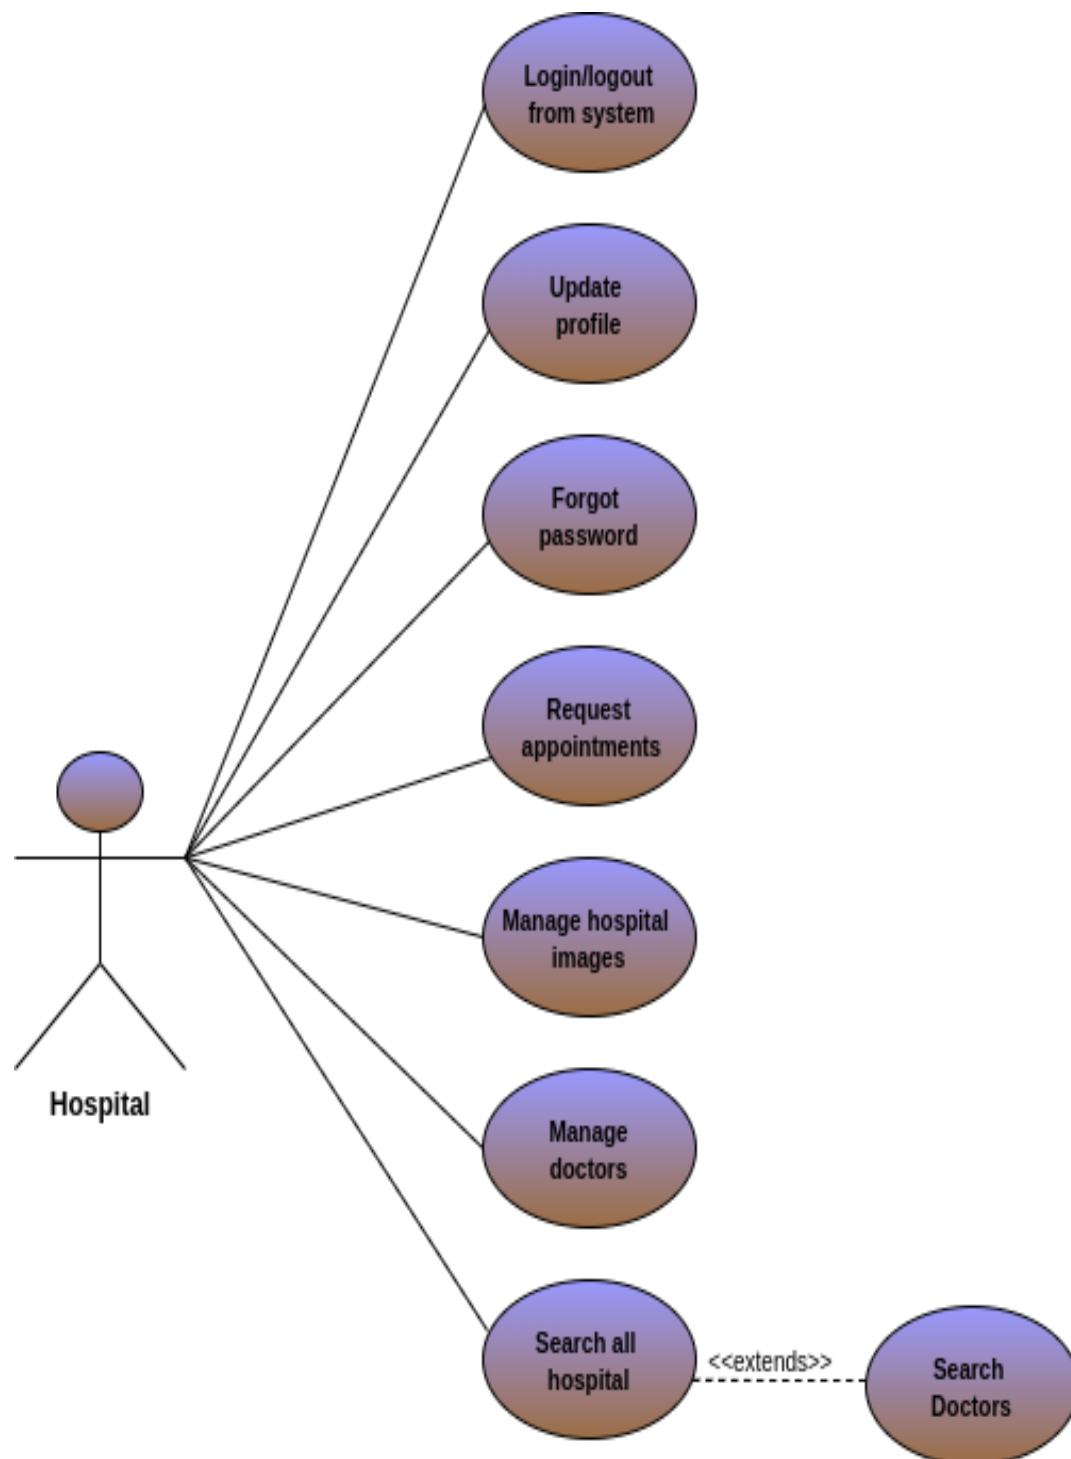 Login/logout
from system
Update
profile
Forgot
password
Request
appointments
Manage hospital
images
Hospital
Manage
doctors
Search all
hospital
<<extends>>
Search
Doctors